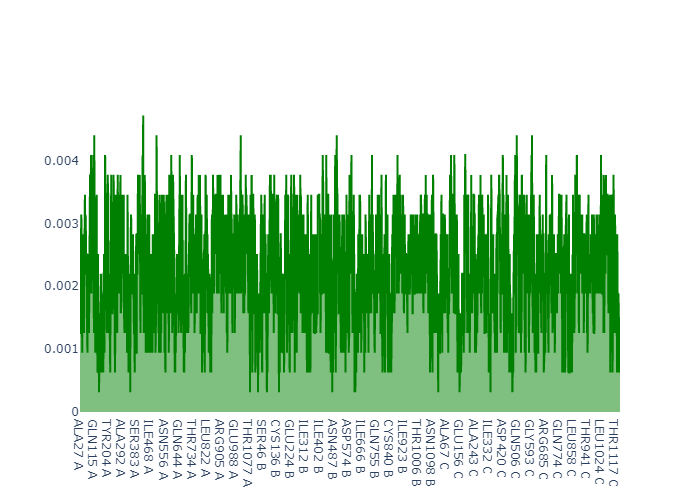 0.004
0.003
0.002
0.001
0
ALA27 A
GLN115 A
TYR204 A
ALA292 A
SER383 A
ILE468 A
ASN556 A
GLN644 A
THR734 A
LEU822 A
ARG905 A
GLU988 A
THR1077 A
SER46 B
CYS136 B
GLU224 B
ILE312 B
ILE402 B
ASN487 B
ASP574 B
ILE666 B
GLN755 B
CYS840 B
ILE923 B
THR1006 B
ASN1098 B
ALA67 C
GLU156 C
ALA243 C
ILE332 C
ASP420 C
GLN506 C
GLY593 C
ARG685 C
GLN774 C
LEU858 C
THR941 C
LEU1024 C
THR1117 C